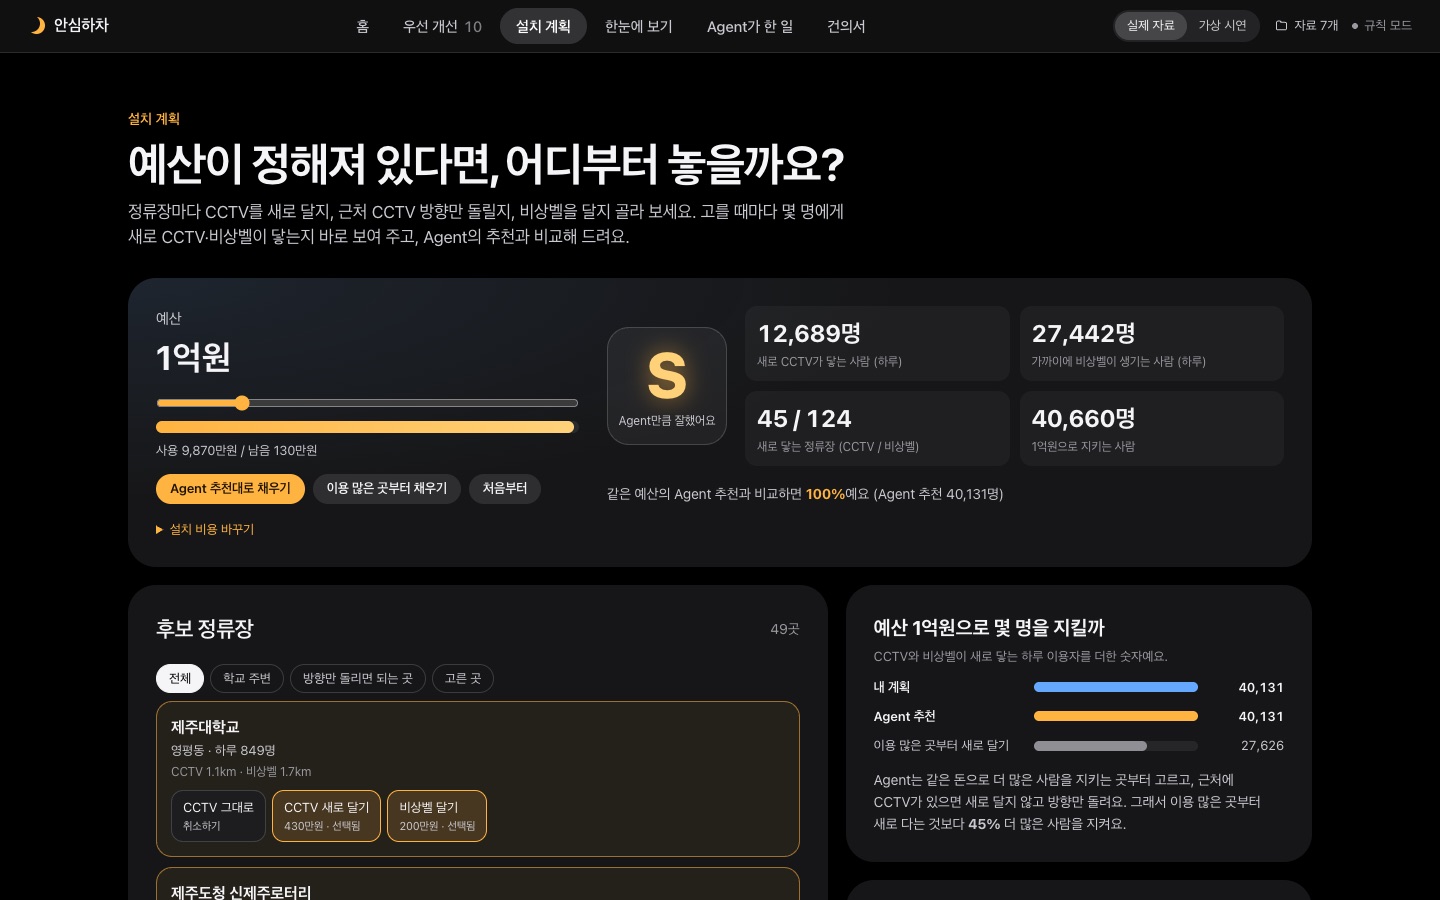 안심하차
홈
우선 개선 10
설치 계획
한눈에 보기
Agent가 한 일
건의서
실제 자료
가상 시연
자료 7개
규칙 모드
설치 계획
예산이 정해져 있다면, 어디부터 놓을까요?
정류장마다 CCTV를 새로 달지, 근처 CCTV 방향만 돌릴지, 비상벨을 달지 골라 보세요. 고를 때마다 몇 명에게
새로 CCTV·비상벨이 닿는지 바로 보여 주고, Agent의 추천과 비교해 드려요.
예산
1억원
사용 9,870만원 / 남음 130만원
Agent 추천대로 채우기
이용 많은 곳부터 채우기
처음부터
설치 비용 바꾸기
S
Agent만큼 잘했어요
12,689명
새로 CCTV가 닿는 사람 (하루)
27,442명
가까이에 비상벨이 생기는 사람 (하루)
45 / 124
새로 닿는 정류장 (CCTV / 비상벨)
40,660명
1억원으로 지키는 사람
같은 예산의 Agent 추천과 비교하면 100%예요 (Agent 추천 40,131명)
후보 정류장
49곳
전체
학교 주변
방향만 돌리면 되는 곳
고른 곳
제주대학교
영평동 · 하루 849명
CCTV 1.1km · 비상벨 1.7km
CCTV 그대로
취소하기
CCTV 새로 달기
430만원 · 선택됨
비상벨 달기
200만원 · 선택됨
제주도청 신제주로터리
예산 1억원으로 몇 명을 지킬까
CCTV와 비상벨이 새로 닿는 하루 이용자를 더한 숫자예요.
내 계획 40,131
Agent 추천 40,131
이용 많은 곳부터 새로 달기 27,626
Agent는 같은 돈으로 더 많은 사람을 지키는 곳부터 고르고, 근처에
CCTV가 있으면 새로 달지 않고 방향만 돌려요. 그래서 이용 많은 곳부터
새로 다는 것보다 45% 더 많은 사람을 지켜요.